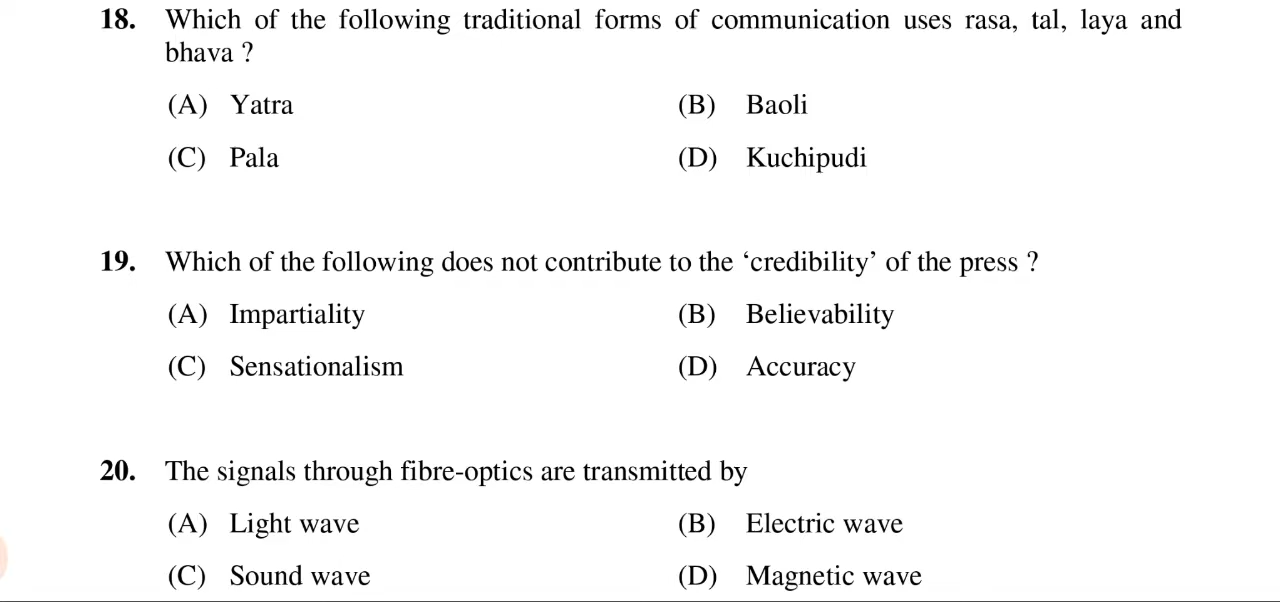 18. Which of the following traditional forms of communication uses rasa, tal, laya and
bhava ?
(A) Yatra (B) Baoli
(C) Pala (D) Kuchipudi
19. Which of the following does not contribute to the ‘credibility’ of the press ?
(A) Impartiality (B) Believability
(C) Sensationalism (D) Accuracy
20. The signals through fibre-optics are transmitted by
(A) Light wave (B) Electric wave
(C) Sound wave (D) Magnetic wave